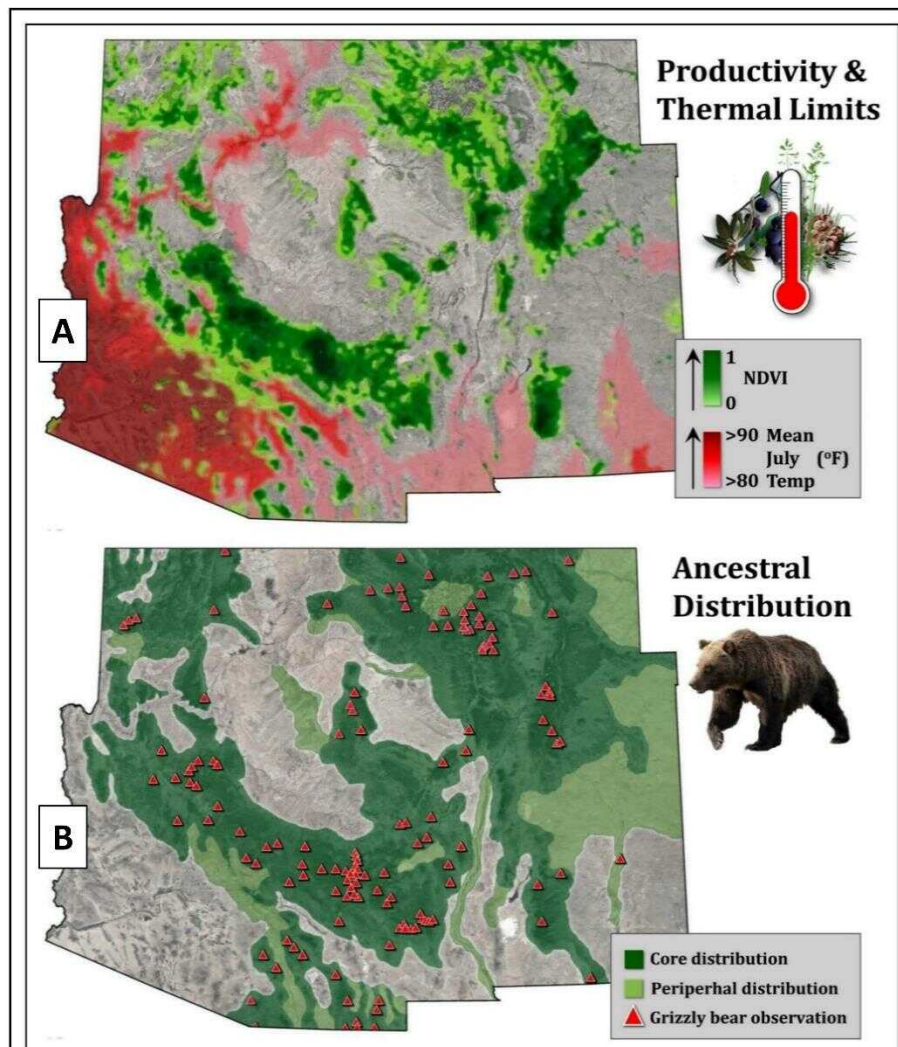 Productivity &
Thermal Limits
A
1
NDVI
0
>90 Mean
July (°F)
>80 Temp
Ancestral
Distribution
B
Core distribution
Periperhal distribution
Grizzly bear observation